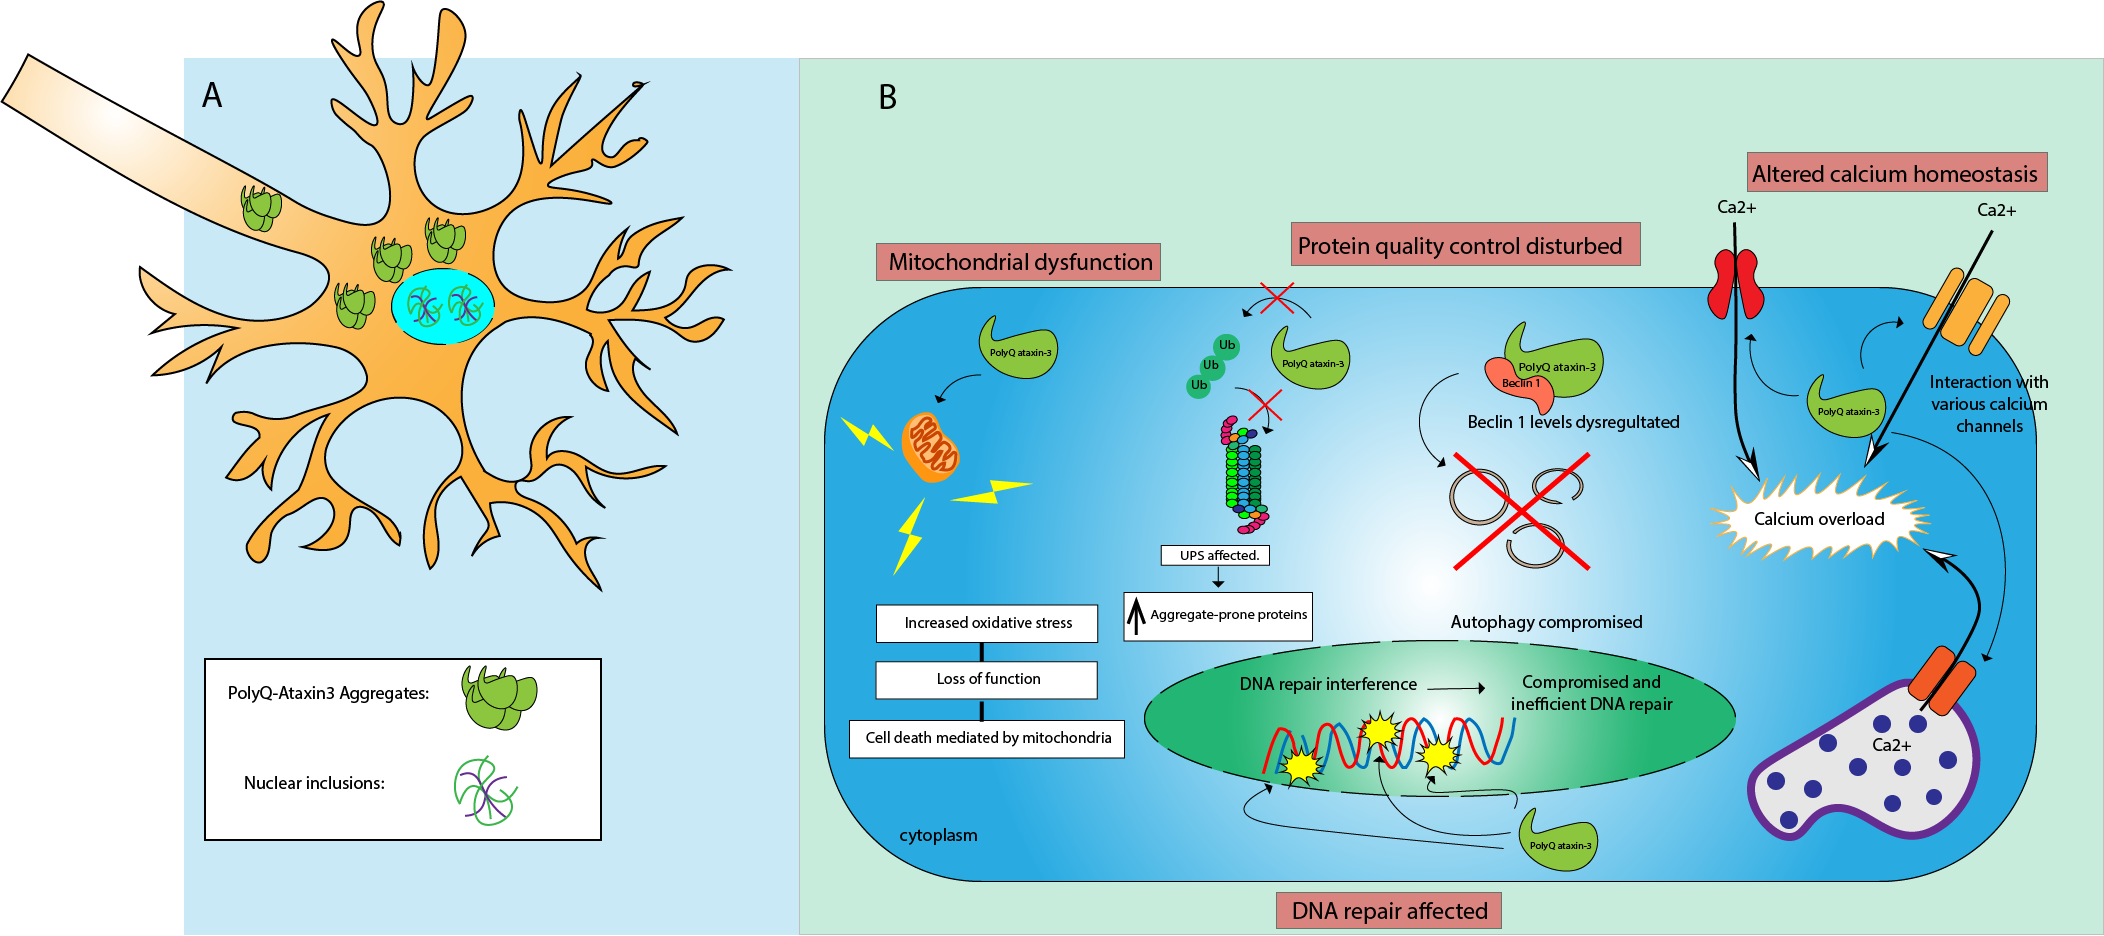 A
PolyQ-Ataxin3 Aggregates:
Nuclear inclusions:
B
Altered calcium homeostasis
Ca2+
Ca2+
Protein quality control disturbed
Mitochondrial dysfunction
PolyQ ataxin-3
Ub
Ub
Ub
PolyQ ataxin-3
PolyQ ataxin-3
Beclin 1
Beclin 1 levels dysregultated
PolyQ ataxin-3
Interaction with
various calcium
channels
Calcium overload
UPS affected.
Aggregate-prone proteins
Autophagy compromised
Increased oxidative stress
Loss of function
Cell death mediated by mitochondria
DNA repair interference
Compromised and
inefficient DNA repair
Ca2+
cytoplasm
PolyQ ataxin-3
DNA repair affected